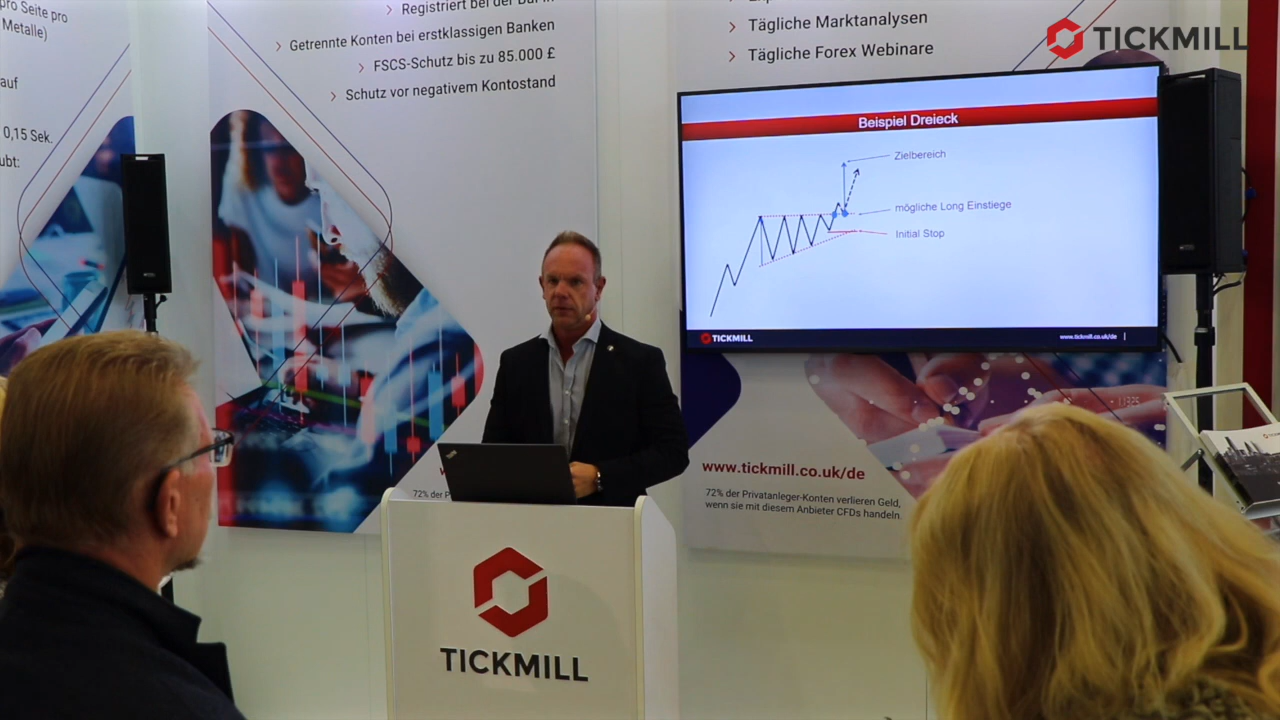 pro Seite pro
Metalle)
auf
0,15 Sek.
ubt:
Registriert bei der
Getrennte Konten bei erstklassigen Banken
FSCS-Schutz bis zu 85.000 £
Schutz vor negativem Kontostand
Tägliche Marktanalysen
Tägliche Forex Webinare
TICKMILL
Beispiel Dreieck
Zielbereich
mögliche Long Einstiege
Initial Stop
TICKMILL
www.tickmill.co.uk/de
www.tickmill.co.uk/de
72% der Privatanleger-Konten verlieren Geld,
wenn sie mit diesem Anbieter CFDs handeln.
72% der P
TICKMILL